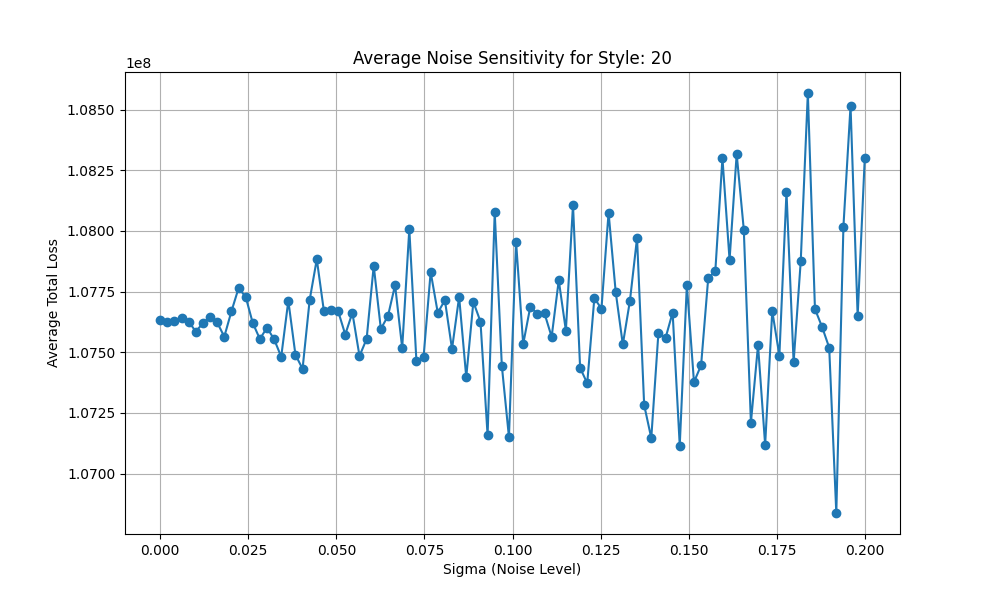 Average Noise Sensitivity for Style: 20
1e8
1.0850
1.0825
1.0800
1.0775
1.0750
1.0725
1.0700
Average Total Loss
0.000 0.025 0.050 0.075 0.100 0.125 0.150 0.175 0.200
Sigma (Noise Level)